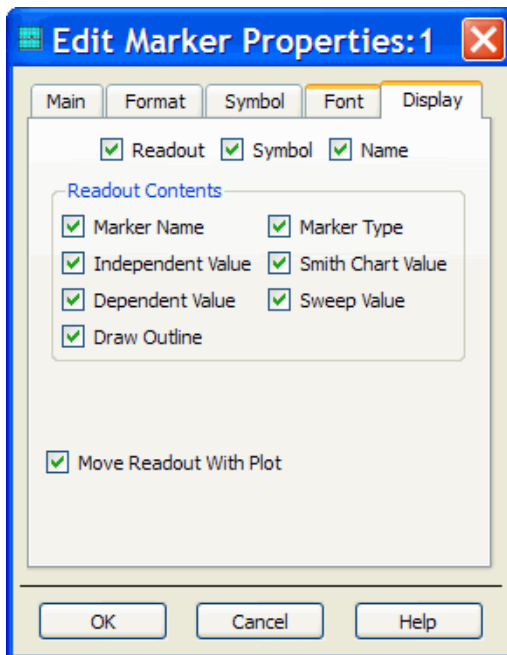 Edit Marker Properties:1
Main Format Symbol Font Display
Readout Symbol Name
Readout Contents
Marker Name Marker Type
Independent Value Smith Chart Value
Dependent Value Sweep Value
Draw Outline
Move Readout With Plot
OK Cancel Help